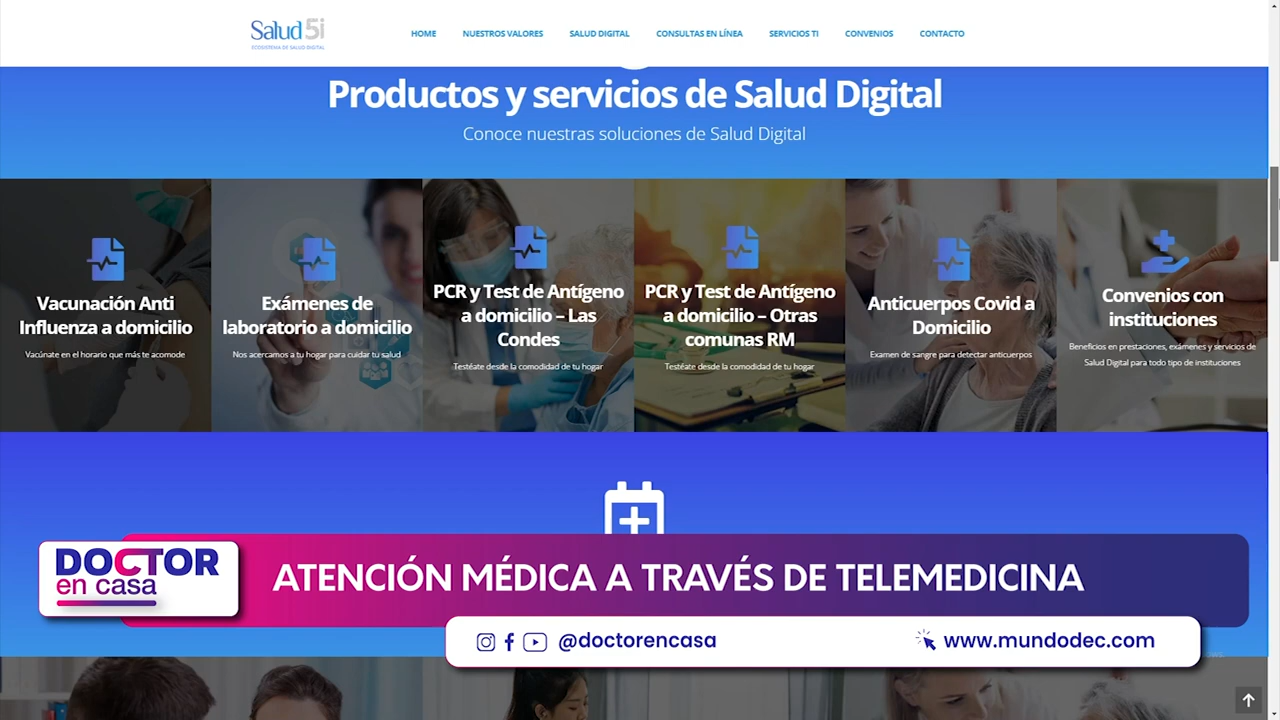 Salud 5i
ECOSISTEMA DE SALUD DIGITAL
HOME NUESTROS VALORES SALUD DIGITAL CONSULTAS EN LÍNEA SERVICIOS TI CONVENIOS CONTACTO
Productos y servicios de Salud Digital
Conoce nuestras soluciones de Salud Digital
Vacunación Anti
Influenza a domicilio
Vacúnate en el horario que más te acomode
Exámenes de
laboratorio a domicilio
Nos acercamos a tu hogar para cuidar tu salud
PCR y Test de Antígeno
a domicilio – Las
Condes
Testéate desde la comodidad de tu hogar
PCR y Test de Antígeno
a domicilio – Otras
comunas RM
Testéate desde la comodidad de tu hogar
Anticuerpos Covid a
Domicilio
Examen de sangre para detectar anticuerpos
Convenios con
instituciones
Beneficios en prestaciones, exámenes y servicios de
Salud Digital para todo tipo de instituciones
DOCTOR
en casa
ATENCIÓN MÉDICA A TRAVÉS DE TELEMEDICINA
@doctorencasa
www.mundodec.com